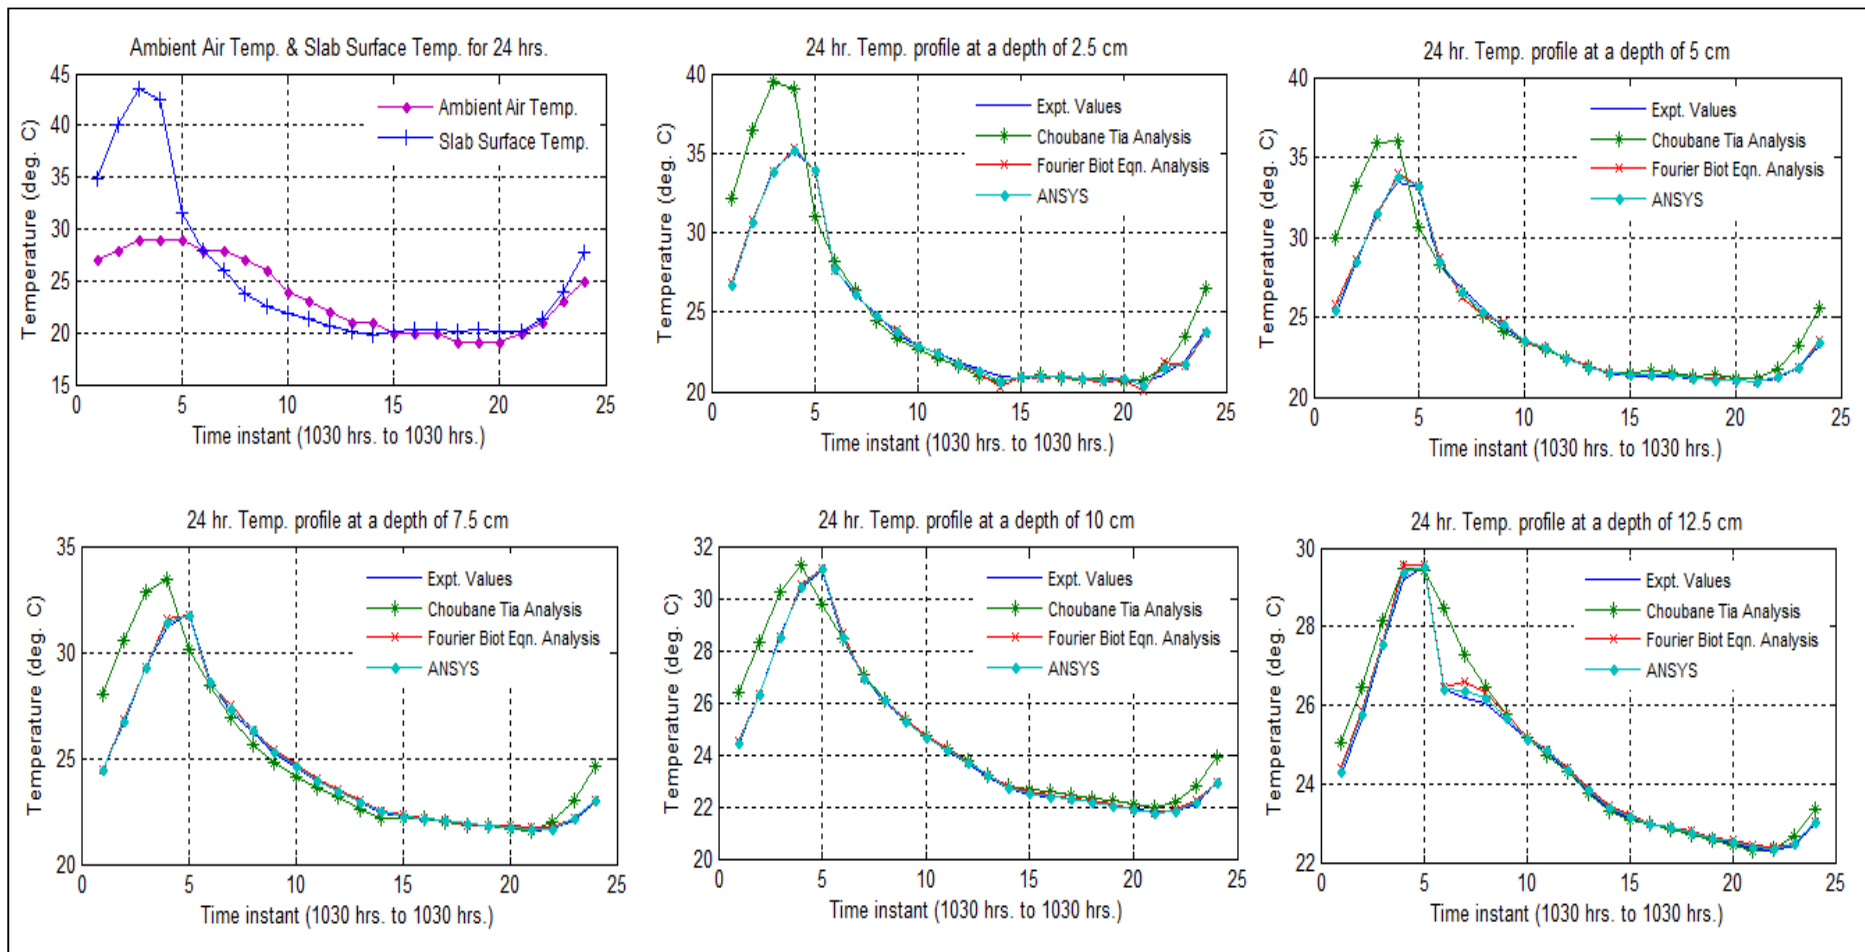 Ambient Air Temp. & Slab Surface Temp. for 24 hrs.
45
40
35
30
25
20
15
Temperature (deg. C)
Ambient Air Temp.
Slab Surface Temp.
5
10
15
20
25
Time instant (1030 hrs. to 1030 hrs.)
24 hr. Temp. profile at a depth of 2.5 cm
40
35
30
25
20
Temperature (deg. C)
Expt. Values
Choubane Tia Analysis
Fourier Biot Eqn. Analysis
ANSYS
0
5
10
15
20
25
Time instant (1030 hrs. to 1030 hrs.)
24 hr. Temp. profile at a depth of 5 cm
40
35
30
25
20
Temperature (deg. C)
Expt. Values
Choubane Tia Analysis
Fourier Biot Eqn. Analysis
ANSYS
0
5
10
15
20
25
Time instant (1030 hrs. to 1030 hrs.)
24 hr. Temp. profile at a depth of 7.5 cm
35
30
25
20
Temperature (deg. C)
Expt. Values
Choubane Tia Analysis
Fourier Biot Eqn. Analysis
ANSYS
0
5
10
15
20
25
Time instant (1030 hrs. to 1030 hrs.)
24 hr. Temp. profile at a depth of 10 cm
32
30
28
26
24
22
20
Temperature (deg. C)
Expt. Values
Choubane Tia Analysis
Fourier Biot Eqn. Analysis
ANSYS
0
5
10
15
20
25
Time instant (1030 hrs. to 1030 hrs.)
24 hr. Temp. profile at a depth of 12.5 cm
30
28
26
24
22
Temperature (deg. C)
Expt. Values
Choubane Tia Analysis
Fourier Biot Eqn. Analysis
ANSYS
0
5
10
15
20
25
Time instant (1030 hrs. to 1030 hrs.)